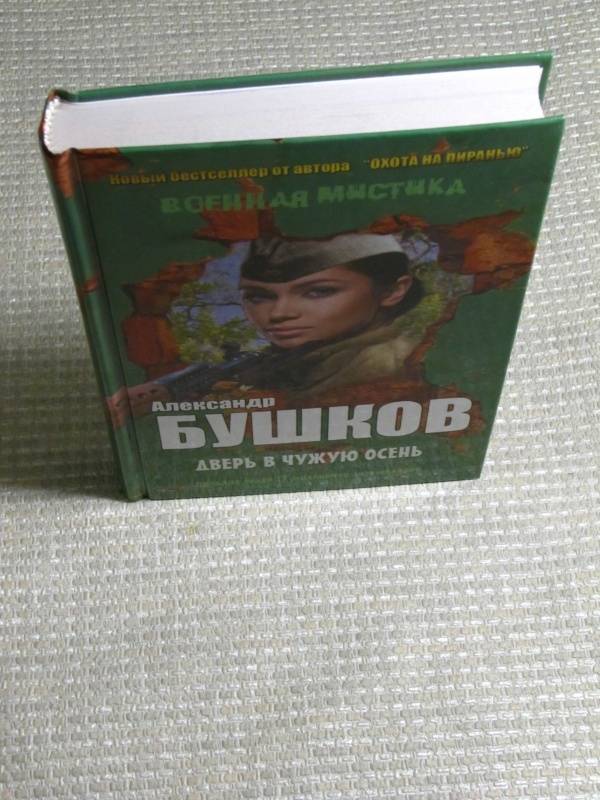 Новый бестселлер от автора "ОХОТА НА ПИРАНЬЮ"
ВОЕННАЯ МИСТИКА
Александр
БУШКОВ
ДВЕРЬ В ЧУЖУЮ ОСЕНЬ